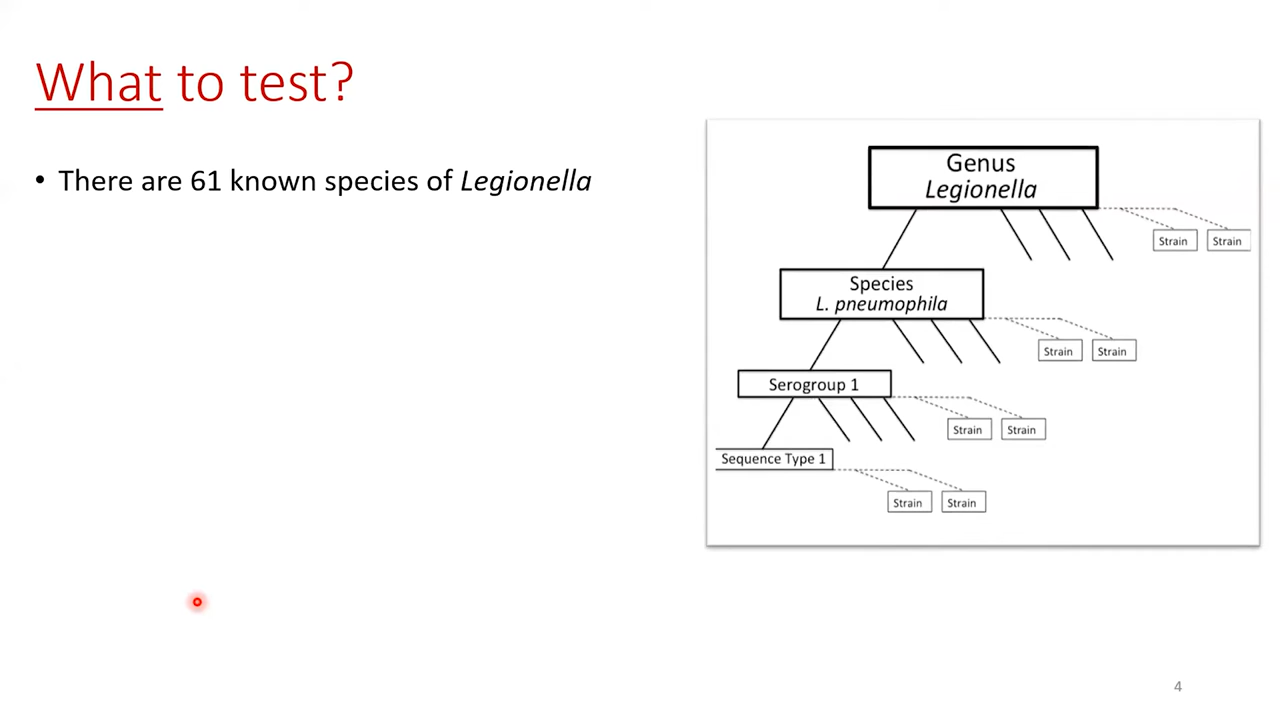 What to test?
• There are 61 known species of Legionella
Genus
Legionella
Strain Strain
Species
L. pneumophila
Strain Strain
Serogroup 1
Strain Strain
Sequence Type 1
Strain Strain
4